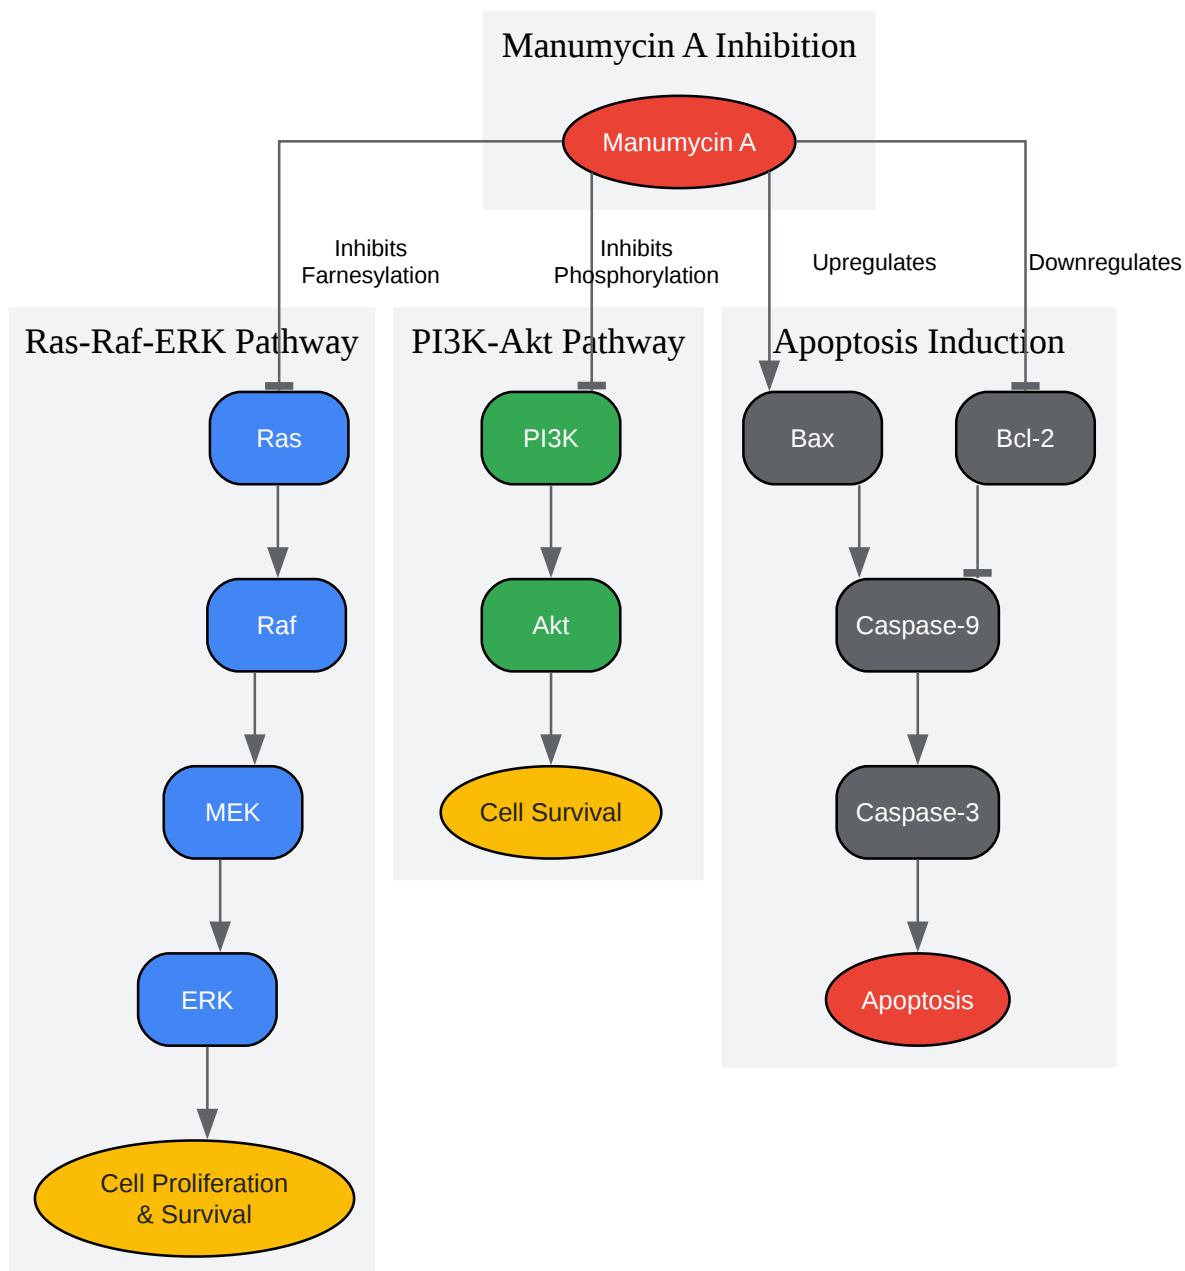 Manumycin A Inhibition
Manumycin A
Inhibits
Farnesylation
Inhibits
Phosphorylation
Upregulates
Downregulates
Ras-Raf-ERK Pathway
PI3K-Akt Pathway
Apoptosis Induction
Ras
PI3K
Bax
Bcl-2
Raf
Akt
Caspase-9
MEK
Cell Survival
Caspase-3
ERK
Apoptosis
Cell Proliferation
& Survival